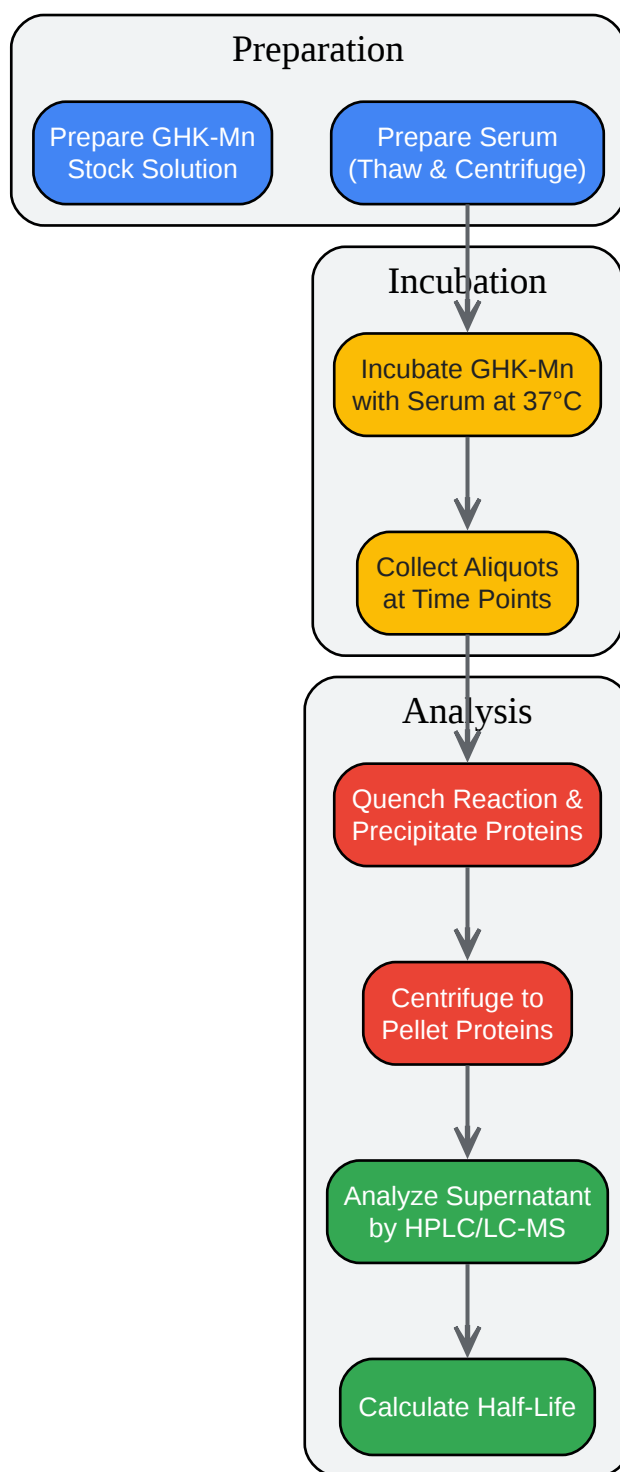 Preparation
Prepare GHK-Mn
Stock Solution
Prepare Serum
(Thaw & Centrifuge)
Incubation
Incubate GHK-Mn
with Serum at 37°C
Collect Aliquots
at Time Points
Analysis
Quench Reaction &
Precipitate Proteins
Centrifuge to
Pellet Proteins
Analyze Supernatant
by HPLC/LC-MS
Calculate Half-Life